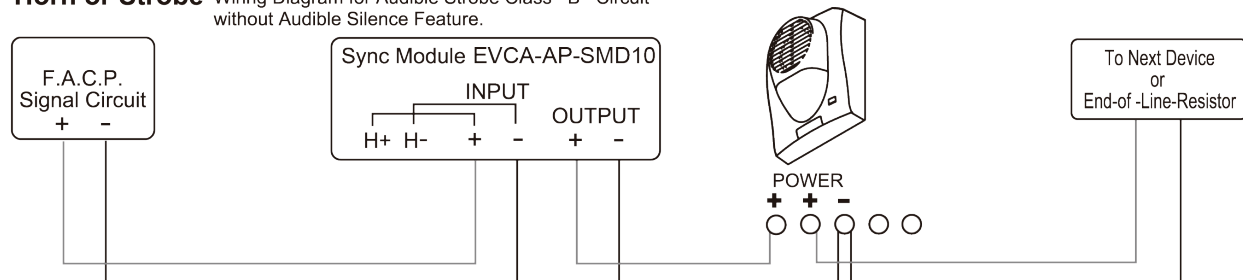 Horn or Strobe Wiring Diagram for Audible Strobe Class "B" Circuit
without Audible Silence Feature.
F.A.C.P.
Signal Circuit
+ -
Sync Module EVCA-AP-SMD10
INPUT
OUTPUT
H+ H- + - + -
POWER
+ + -
To Next Device
or
End-of -Line-Resistor